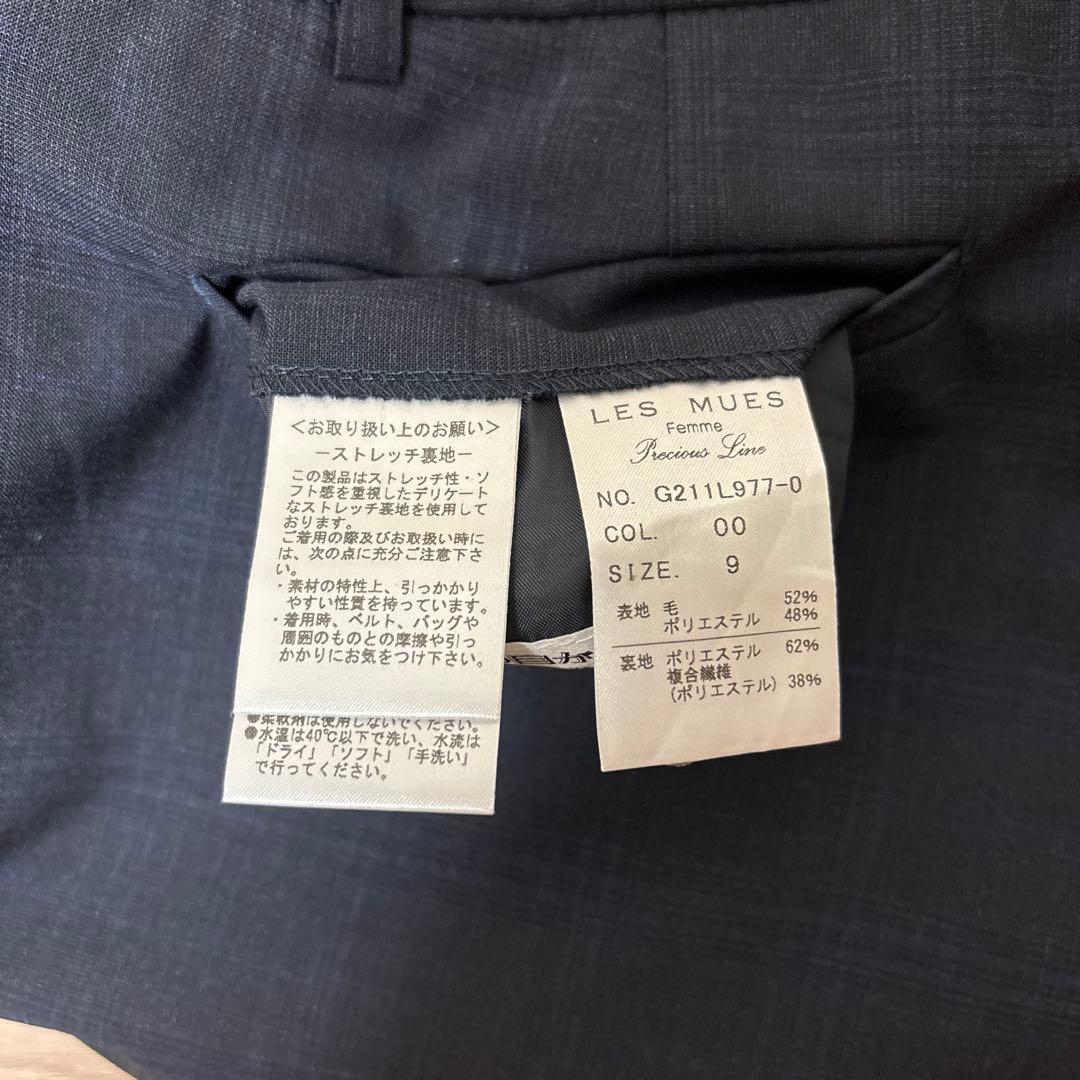 <お取り扱い上のお願い>
ーストレッチ裏地ー
この製品はストレッチ性・ソ
フト感を重視したデリケート
なストレッチ裏地を使用して
おります。
ご着用の際及びお取扱い時に
は、次の点に充分ご注意下さ
い。
・素材の特性上、引っかかり
やすい性質を持っています。
・着用時、ベルト、バッグや
周囲のものとの摩擦や引っ
かかりにお気をつけ下さい。
●柔軟剤は使用しないでください。
●水温は40℃以下で洗い、水流は
「ドライ」「ソフト」「手洗い」
で行ってください。
LES MUES
Femme
Precious Line
NO. G211L977-0
COL. 00
SIZE. 9
表地 毛 52%
ポリエステル 48%
裏地 ポリエステル 62%
複合繊維
(ポリエステル) 38%